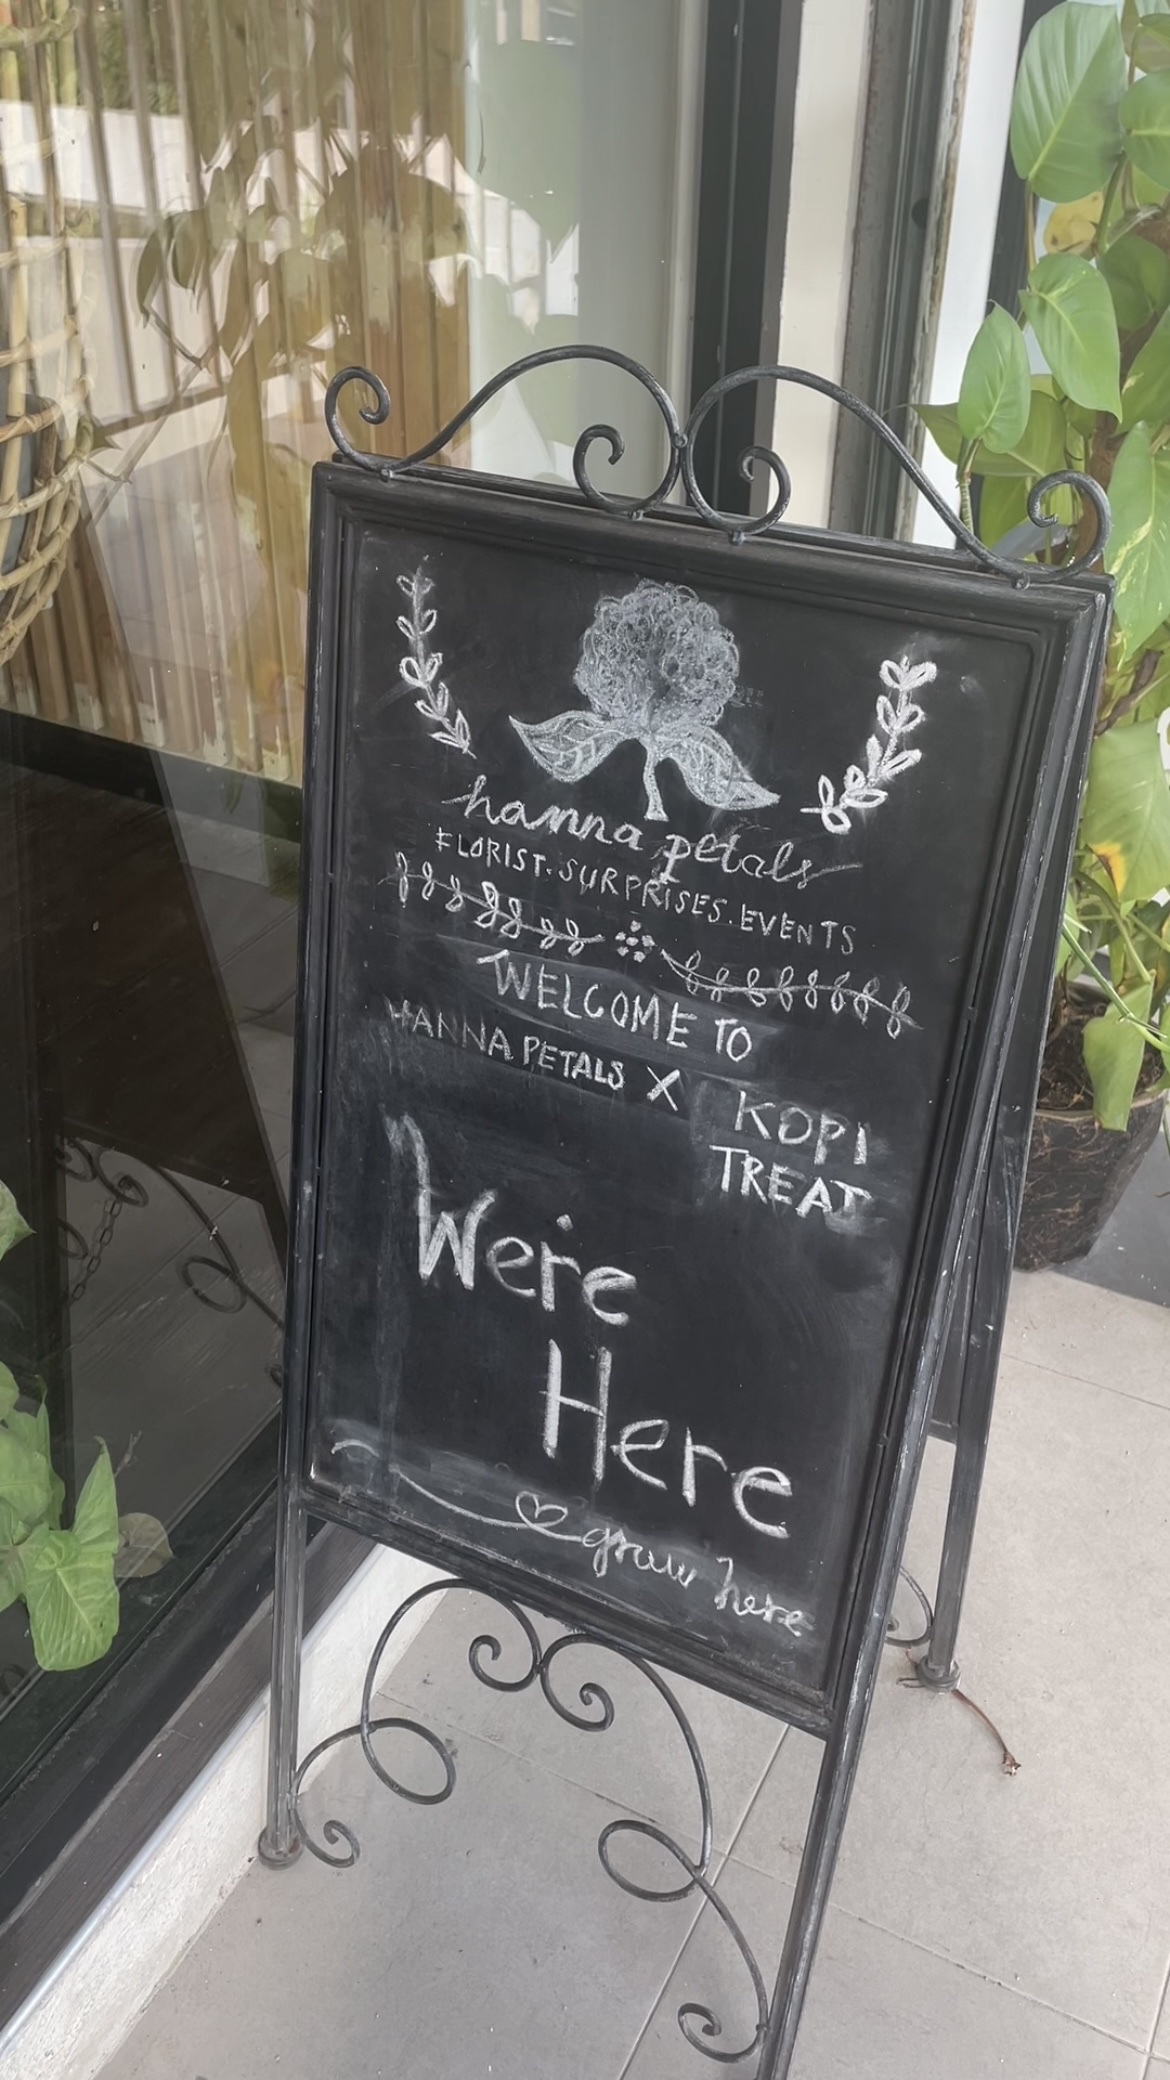 hanna petals
FLORIST. SURPRISES. EVENTS
WELCOME TO
HANNA PETALS X KOPI
TREAT
We're
Here
grow here